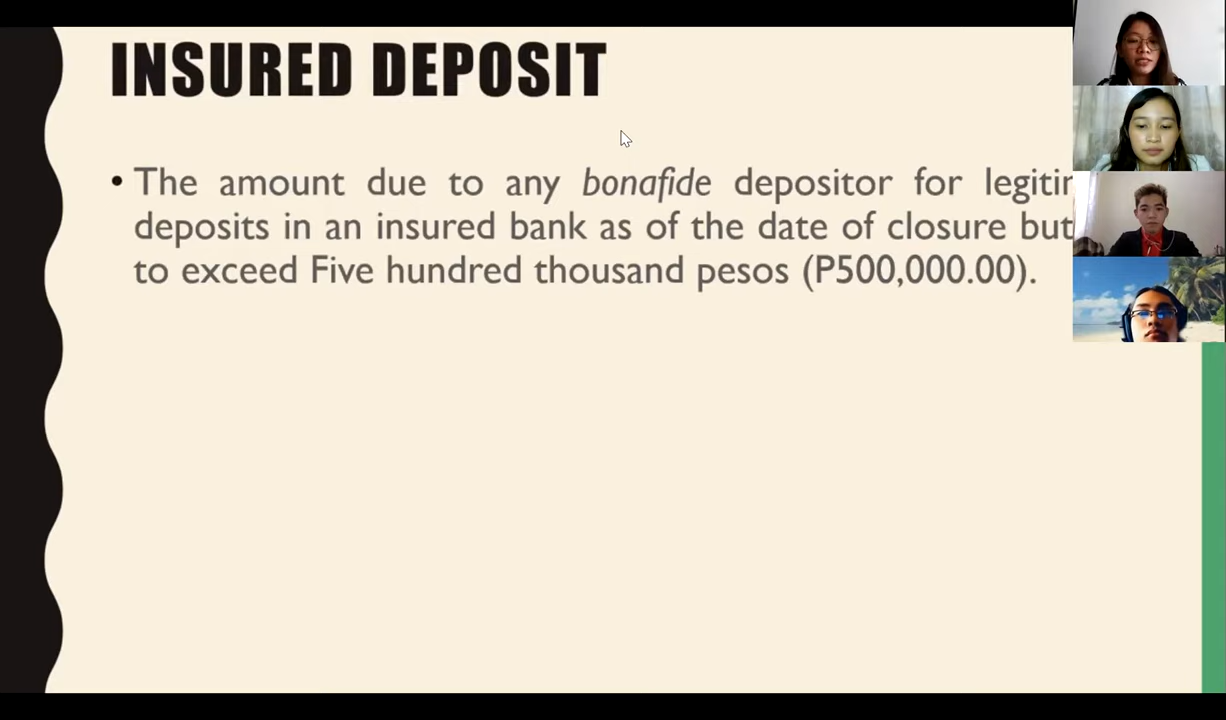 INSURED DEPOSIT
• The amount due to any bonafide depositor for
deposits in an insured bank as of the date of closure but
to exceed Five hundred thousand pesos (P500,000.00).